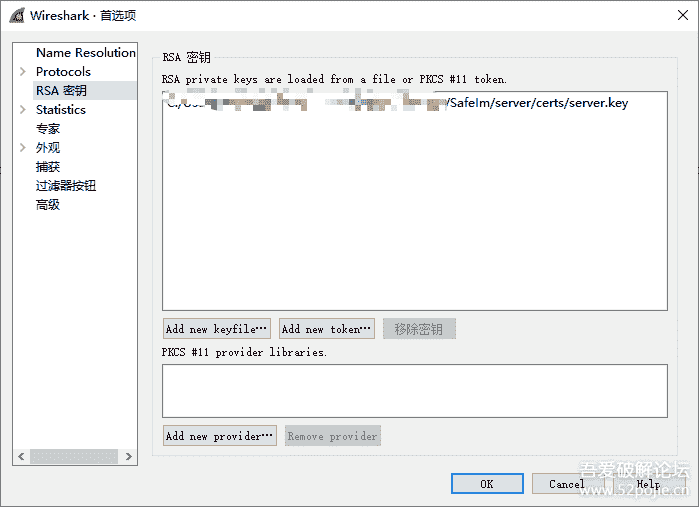 Wireshark · 首选项
Name Resolution
Protocols
RSA 密钥
Statistics
专家
外观
捕获
过滤器按钮
高级
RSA 密钥
RSA private keys are loaded from a file or PKCS #11 token.
/SafeIm/server/certs/server.key
Add new keyfile… Add new token… 移除密钥
PKCS #11 provider libraries.
Add new provider… Remove provider
OK Cancel Help
吾爱破解论坛
www.52pojie.cn